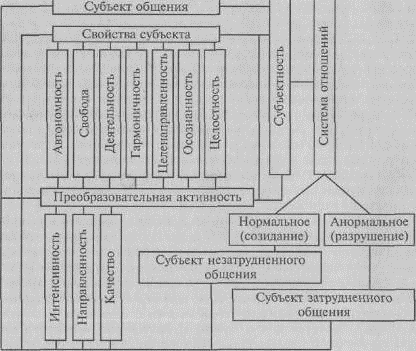 Субъект общения
Свойства субъекта
Автономность
Свобода
Деятельность
Гармоничность
Целенаправленность
Осознанность
Целостность
Субъектность
Система отношений
Преобразовательная активность
Интенсивность
Направленность
Качество
Нормальное
(созидание)
Анормальное
(разрушение)
Субъект незатрудненного
общения
Субъект затрудненного
общения